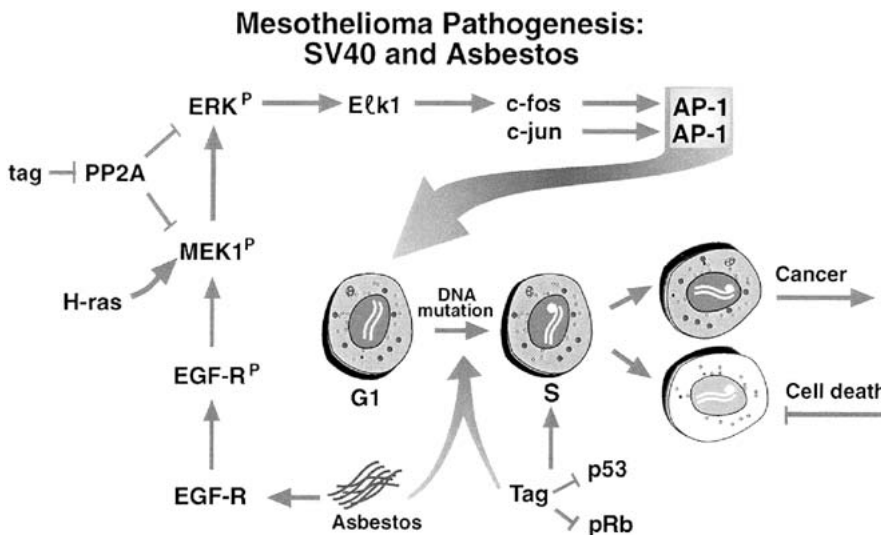 Mesothelioma Pathogenesis:
SV40 and Asbestos
ERKᴾ
Eℓk1
c-fos
AP-1
c-jun
AP-1
tag
PP2A
MEK1ᴾ
H-ras
DNA
mutation
Cancer
EGF-Rᴾ
G1
S
Cell death
EGF-R
Asbestos
Tag
p53
pRb